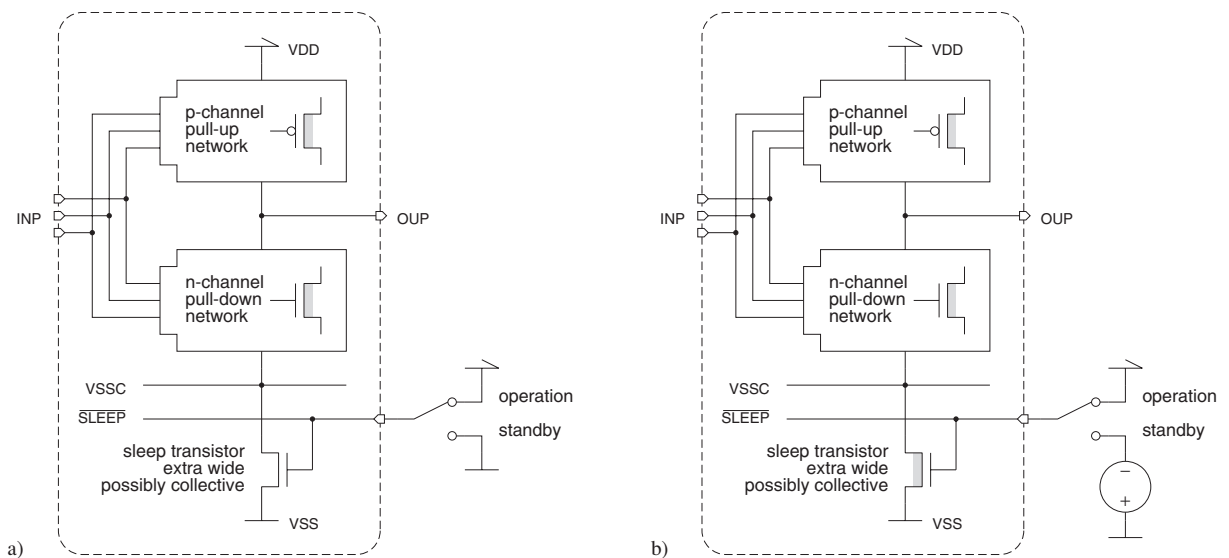 VDD
p-channel
pull-up
network
INP
OUP
n-channel
pull-down
network
VSSC
SLEEP
operation
standby
sleep transistor
extra wide
possibly collective
VSS
a)
VDD
p-channel
pull-up
network
INP
OUP
n-channel
pull-down
network
VSSC
SLEEP
operation
standby
sleep transistor
extra wide
possibly collective
−
+
VSS
b)